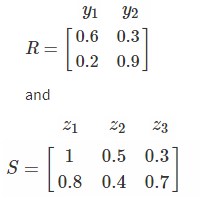 y1 y2
R = [0.6 0.3
0.2 0.9]
and
z1 z2 z3
S = [1 0.5 0.3
0.8 0.4 0.7]